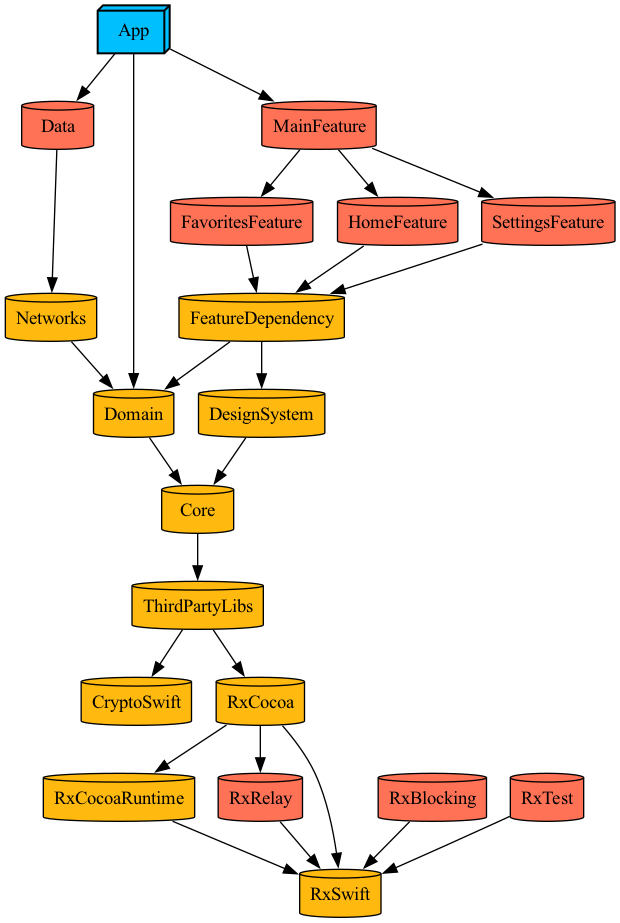 App
Data
MainFeature
FavoritesFeature
HomeFeature
SettingsFeature
Networks
FeatureDependency
Domain
DesignSystem
Core
ThirdPartyLibs
CryptoSwift
RxCocoa
RxCocoaRuntime
RxRelay
RxBlocking
RxTest
RxSwift